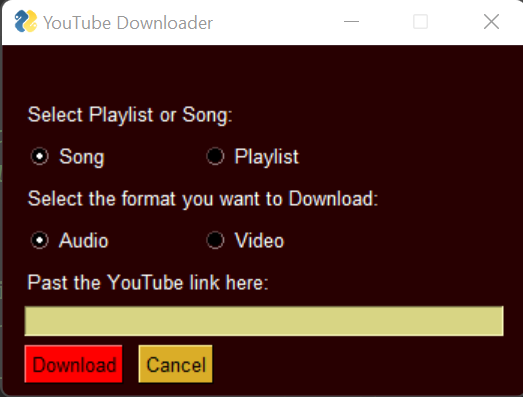 YouTube Downloader
Select Playlist or Song:
Song Playlist
Select the format you want to Download:
Audio Video
Past the YouTube link here:
Download Cancel